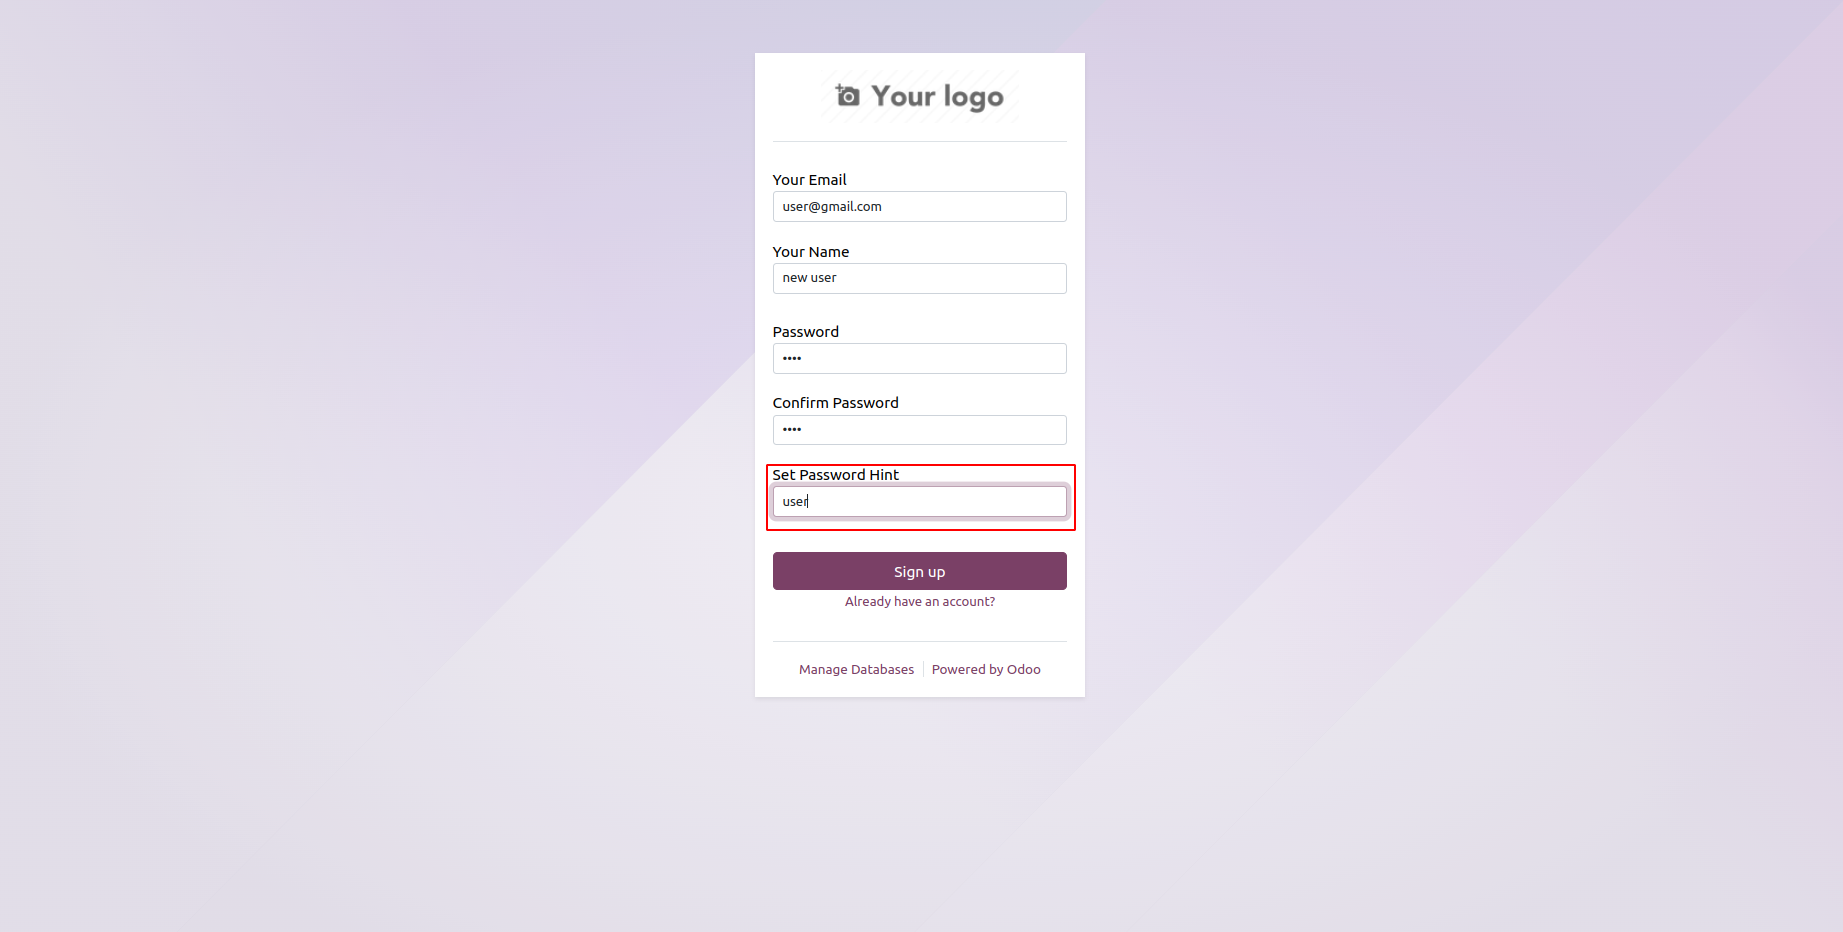 Your logo
Your Email
user@gmail.com
Your Name
new user
Password
••••
Confirm Password
••••
Set Password Hint
user
Sign up
Already have an account?
Manage Databases Powered by Odoo